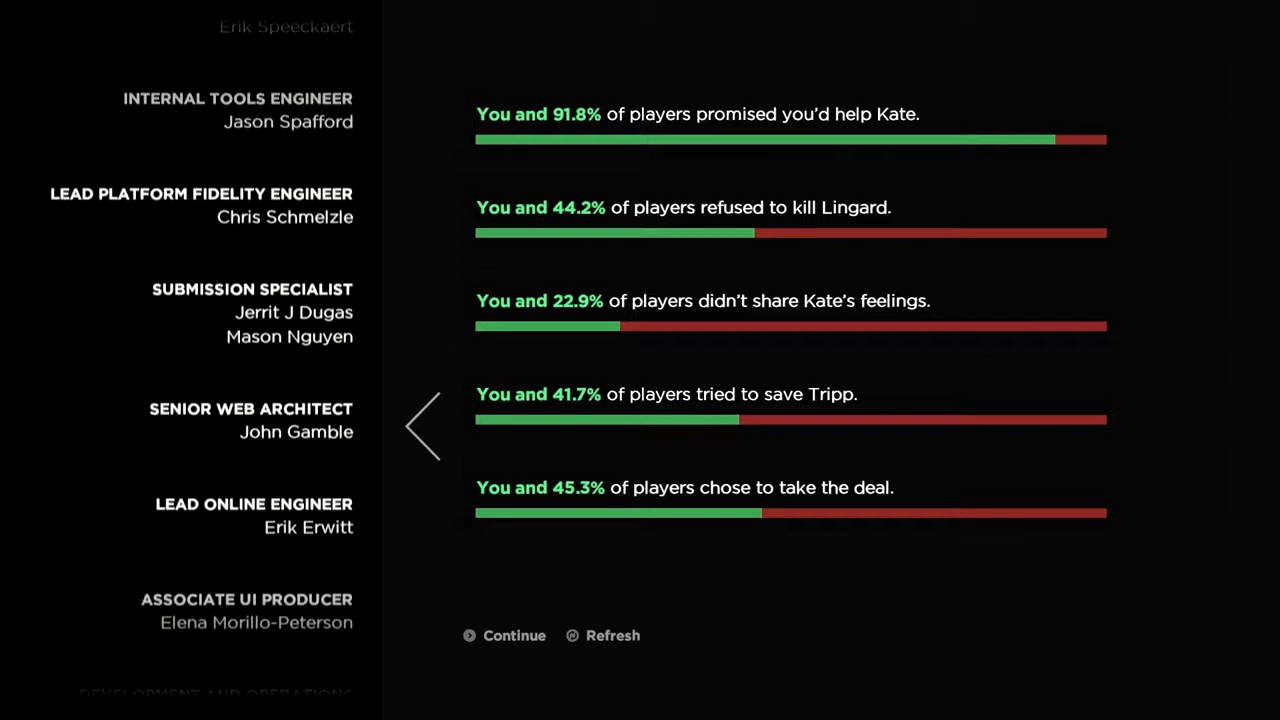 Erik Speeckaert
INTERNAL TOOLS ENGINEER
Jason Spafford
LEAD PLATFORM FIDELITY ENGINEER
Chris Schmelzle
SUBMISSION SPECIALIST
Jerrit J Dugas
Mason Nguyen
SENIOR WEB ARCHITECT
John Gamble
LEAD ONLINE ENGINEER
Erik Erwitt
ASSOCIATE UI PRODUCER
Elena Morillo-Peterson
DEVELOPMENT AND OPERATIONS
You and 91.8% of players promised you'd help Kate.
You and 44.2% of players refused to kill Lingard.
You and 22.9% of players didn't share Kate's feelings.
You and 41.7% of players tried to save Tripp.
You and 45.3% of players chose to take the deal.
Continue Refresh